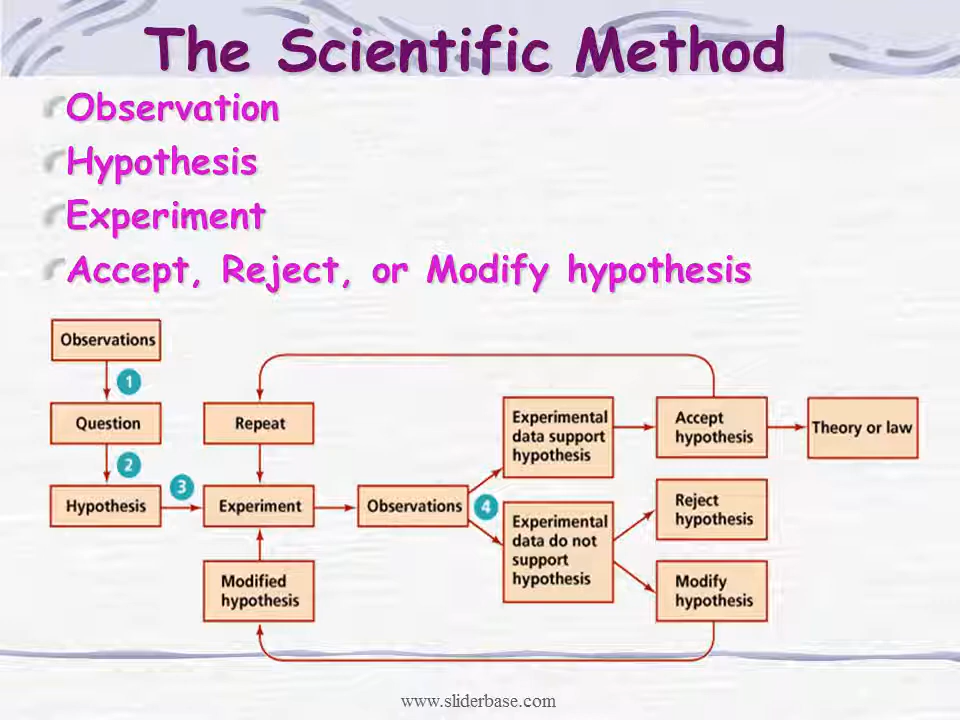 The Scientific Method
Observation
Hypothesis
Experiment
Accept, Reject, or Modify hypothesis
Observations
1
Question
2
Hypothesis
3
Repeat
Experiment
Modified
hypothesis
Observations
4
Experimental
data support
hypothesis
Experimental
data do not
support
hypothesis
Accept
hypothesis
Theory or law
Reject
hypothesis
Modify
hypothesis
www.sliderbase.com